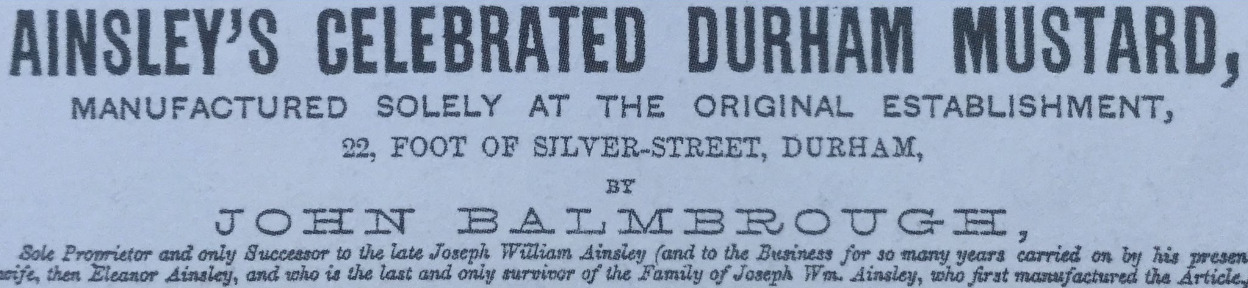 AINSLEY'S CELEBRATED DURHAM MUSTARD,
MANUFACTURED SOLELY AT THE ORIGINAL ESTABLISHMENT,
22, FOOT OF SILVER-STREET, DURHAM,
BY
JOHN BALMBROUGH,
Sole Proprietor and only Successor to the late Joseph William Ainsley (and to the Business for so many years carried on by his presen
wife, then Eleanor Ainsley, and who is the last and only survivor of the Family of Joseph Wm. Ainsley, who first manufactured the Article,